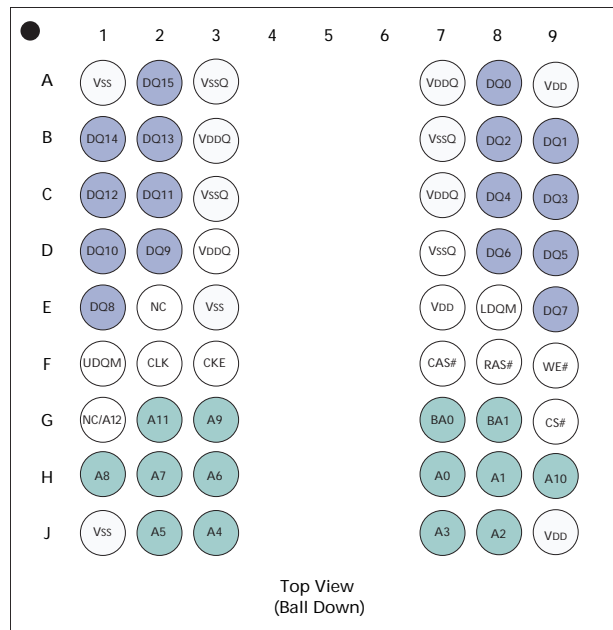 1 2 3 4 5 6 7 8 9
A Vss DQ15 VssQ VDDQ DQ0 VDD
B DQ14 DQ13 VDDQ VssQ DQ2 DQ1
C DQ12 DQ11 VssQ VDDQ DQ4 DQ3
D DQ10 DQ9 VDDQ VssQ DQ6 DQ5
E DQ8 NC Vss VDD LDQM DQ7
F UDQM CLK CKE CAS# RAS# WE#
G NC/A12 A11 A9 BA0 BA1 CS#
H A8 A7 A6 A0 A1 A10
J Vss A5 A4 A3 A2 VDD
Top View
(Ball Down)